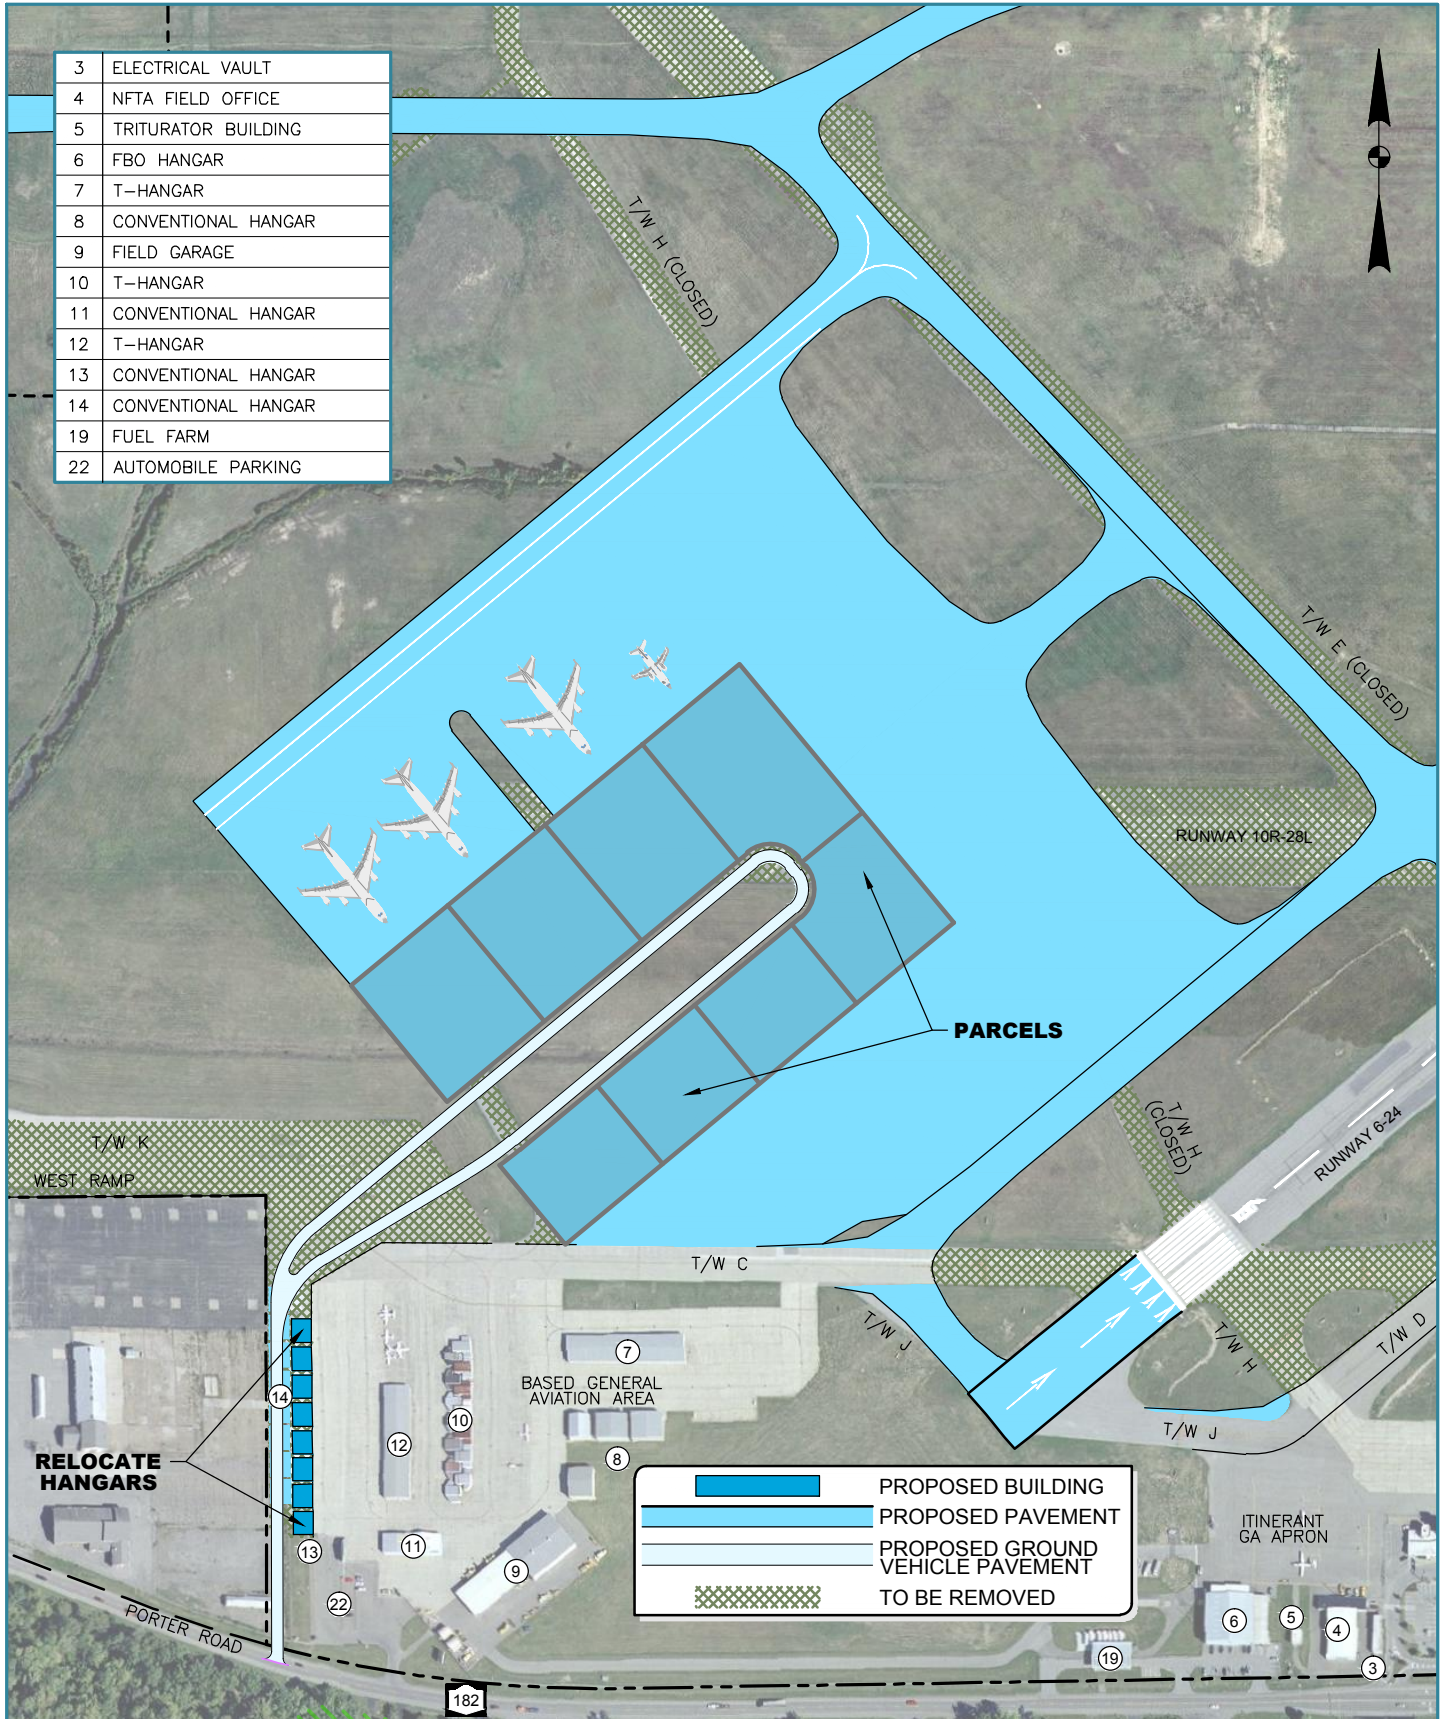 3 ELECTRICAL VAULT
4 NFTA FIELD OFFICE
5 TRITURATOR BUILDING
6 FBO HANGAR
7 T-HANGAR
8 CONVENTIONAL HANGAR
9 FIELD GARAGE
10 T-HANGAR
11 CONVENTIONAL HANGAR
12 T-HANGAR
13 CONVENTIONAL HANGAR
14 CONVENTIONAL HANGAR
19 FUEL FARM
22 AUTOMOBILE PARKING
T/W H (CLOSED)
T/W E (CLOSED)
RUNWAY 10R-28L
PARCELS
T/W H
(CLOSED)
RUNWAY 6-24
T/W K
WEST RAMP
T/W C
T/W J
T/W H
T/W D
T/W J
7
BASED GENERAL
AVIATION AREA
14
10
12
8
RELOCATE
HANGARS
13
11
9
22
PROPOSED BUILDING
PROPOSED PAVEMENT
PROPOSED GROUND
VEHICLE PAVEMENT
TO BE REMOVED
ITINERANT
GA APRON
6
5
4
3
19
PORTER ROAD
182